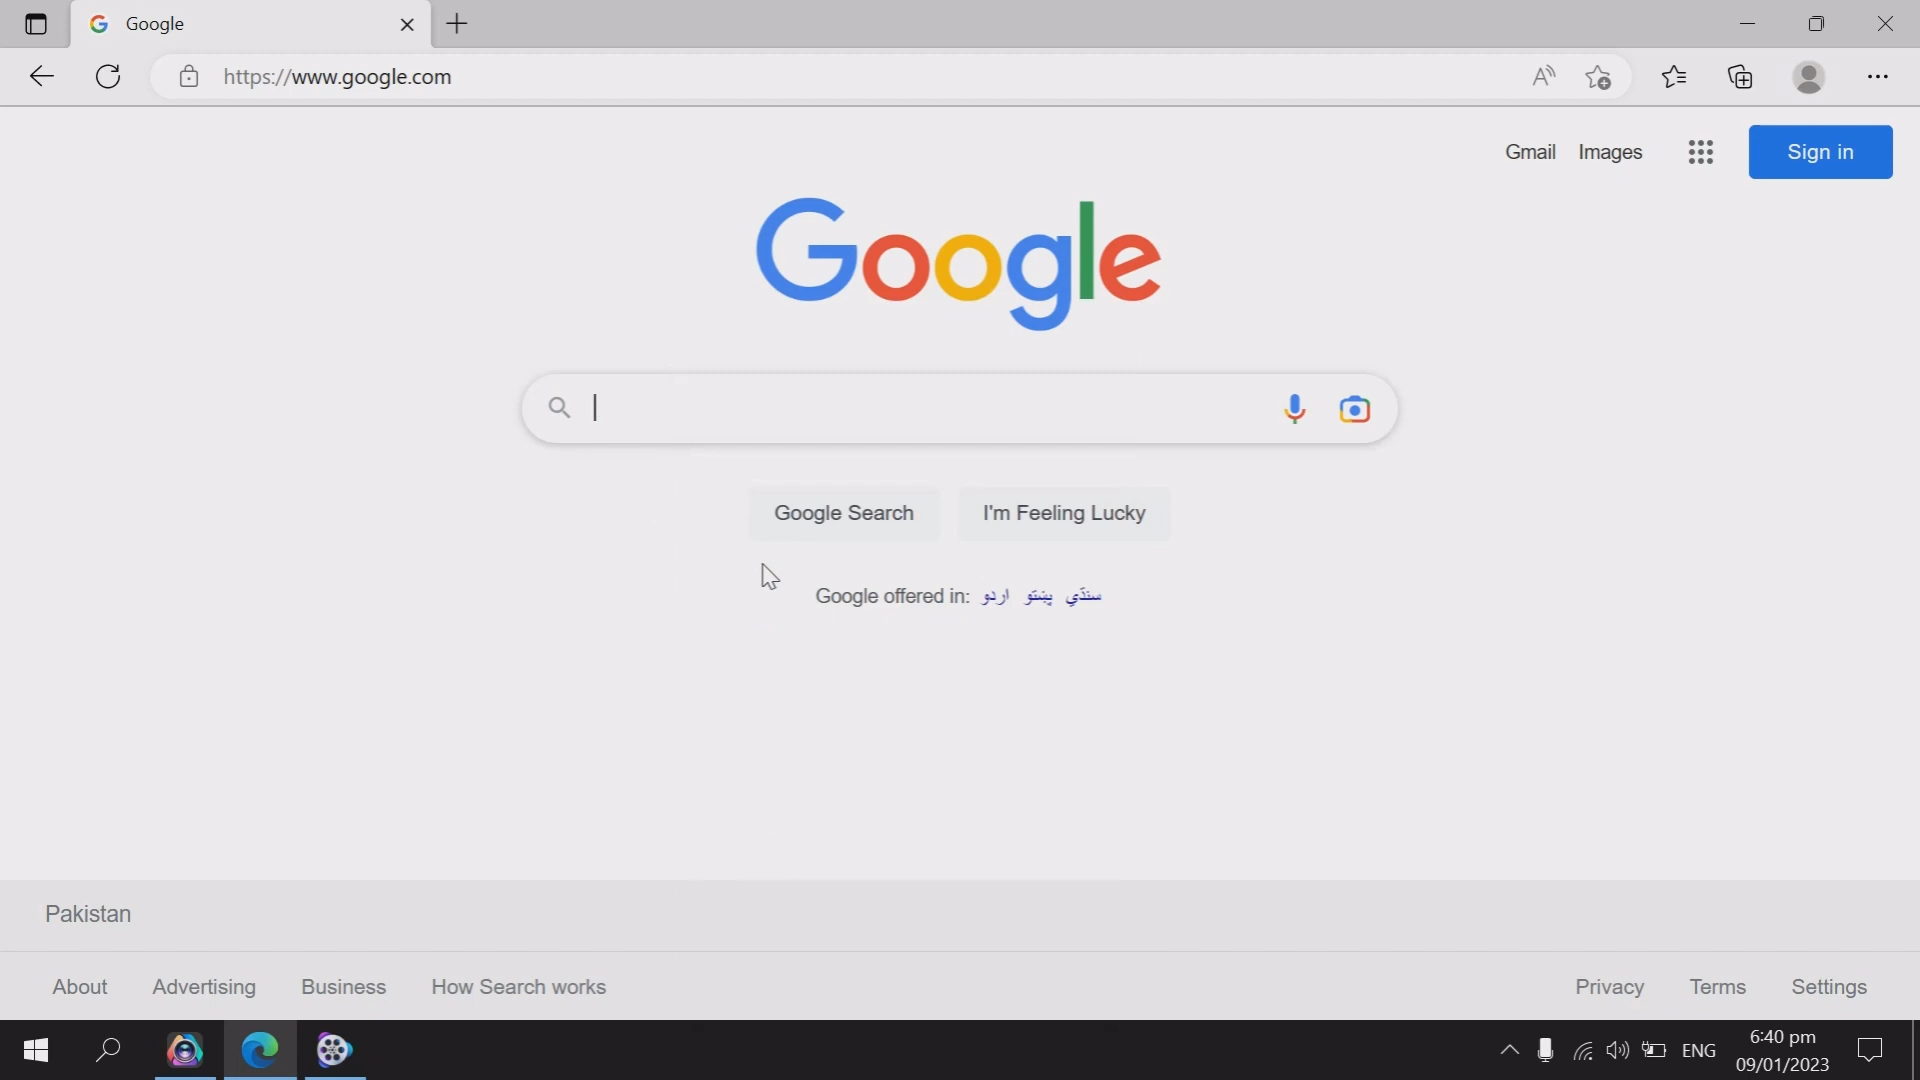 Google
https://www.google.com
Gmail Images Sign in
Google
Google Search I'm Feeling Lucky
Google offered in: اردو پښتو سنڌي
Pakistan
About Advertising Business How Search works Privacy Terms Settings
ENG 6:40 pm
09/01/2023